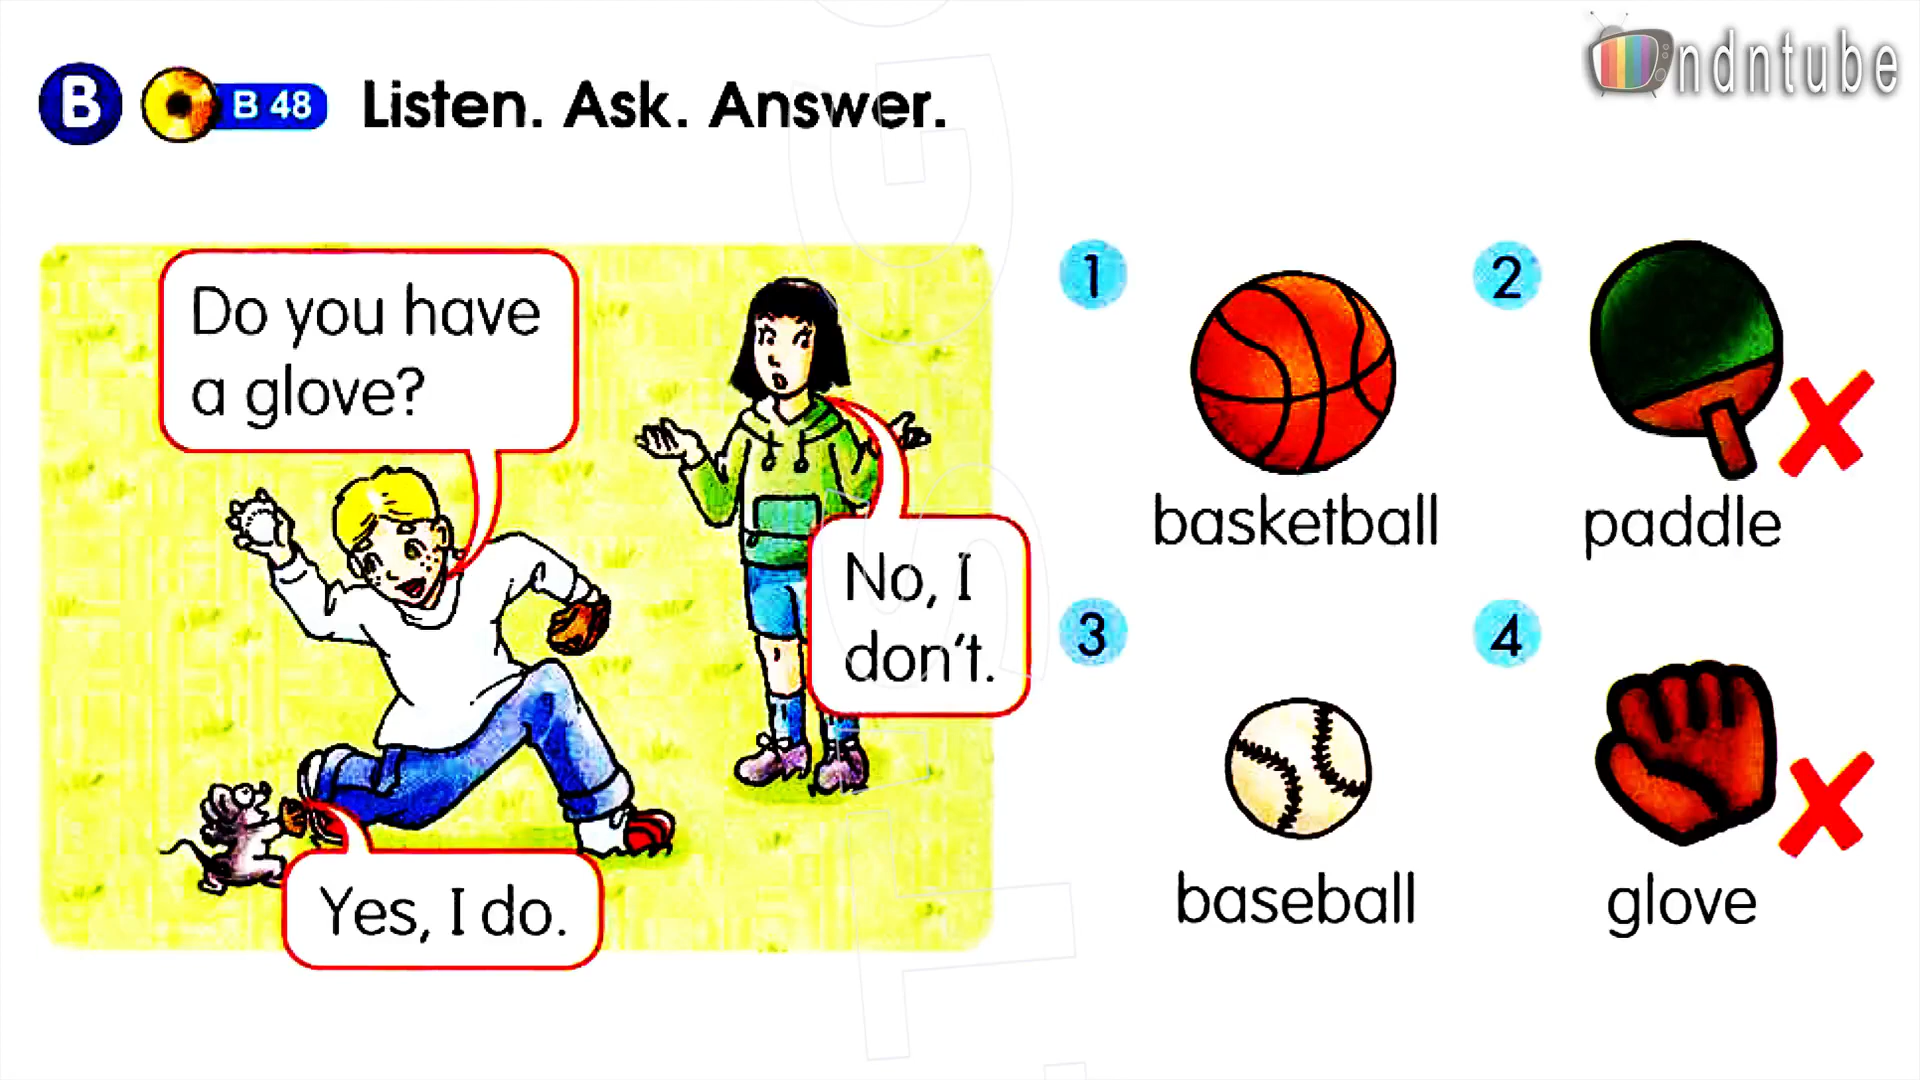 B B 48 Listen. Ask. Answer.
ndntube
Do you have
a glove?
No, I
don't.
Yes, I do.
1
basketball
2
paddle
3
baseball
4
glove